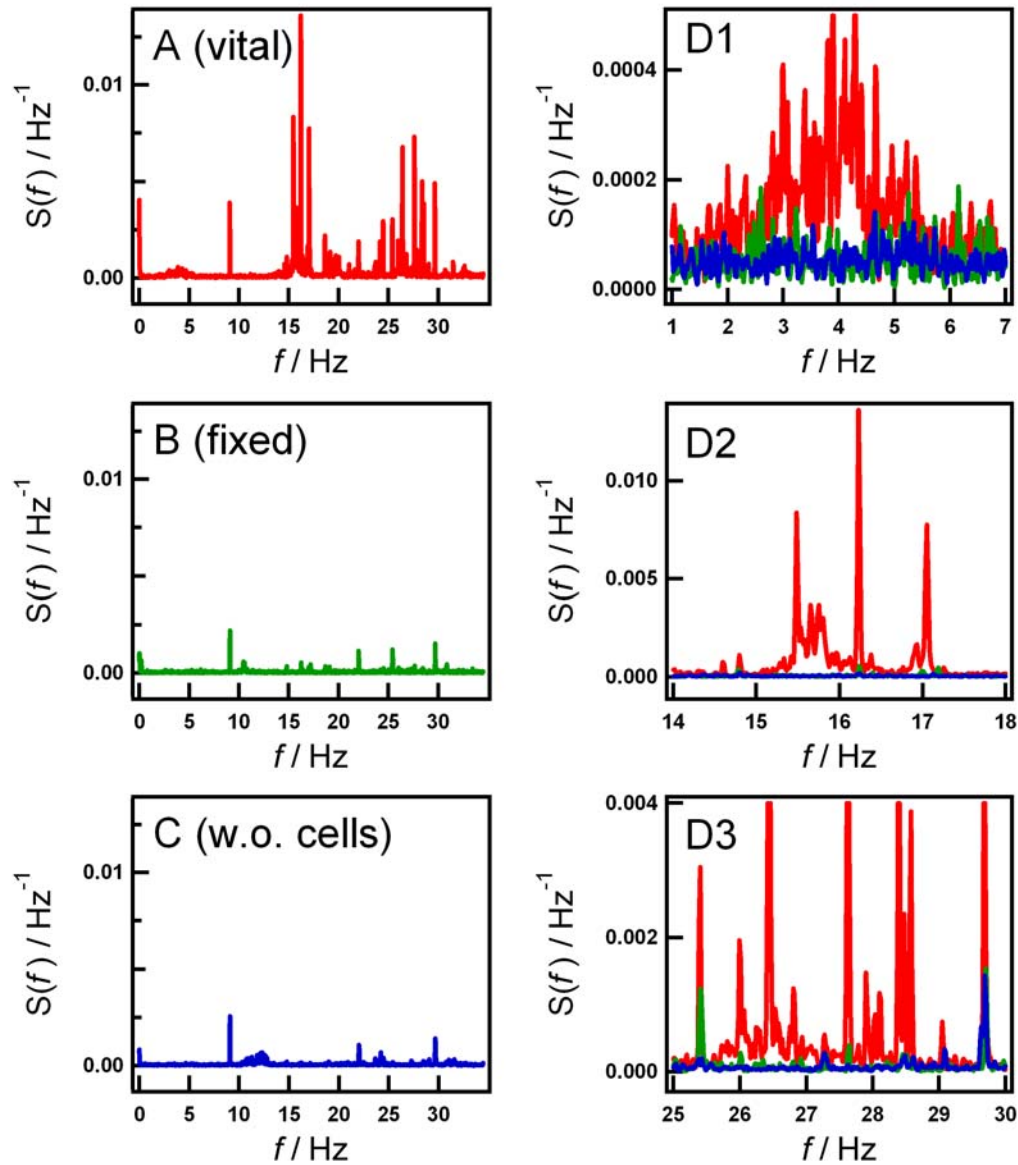 A (vital)
S(f) / Hz⁻¹
0.01
0.00
0 5 10 15 20 25 30
f / Hz
D1
S(f) / Hz⁻¹
0.0004
0.0002
0.0000
1 2 3 4 5 6 7
f / Hz
B (fixed)
S(f) / Hz⁻¹
0.01
0.00
0 5 10 15 20 25 30
f / Hz
D2
S(f) / Hz⁻¹
0.010
0.005
0.000
14 15 16 17 18
f / Hz
C (w.o. cells)
S(f) / Hz⁻¹
0.01
0.00
0 5 10 15 20 25 30
f / Hz
D3
S(f) / Hz⁻¹
0.004
0.002
0.000
25 26 27 28 29 30
f / Hz